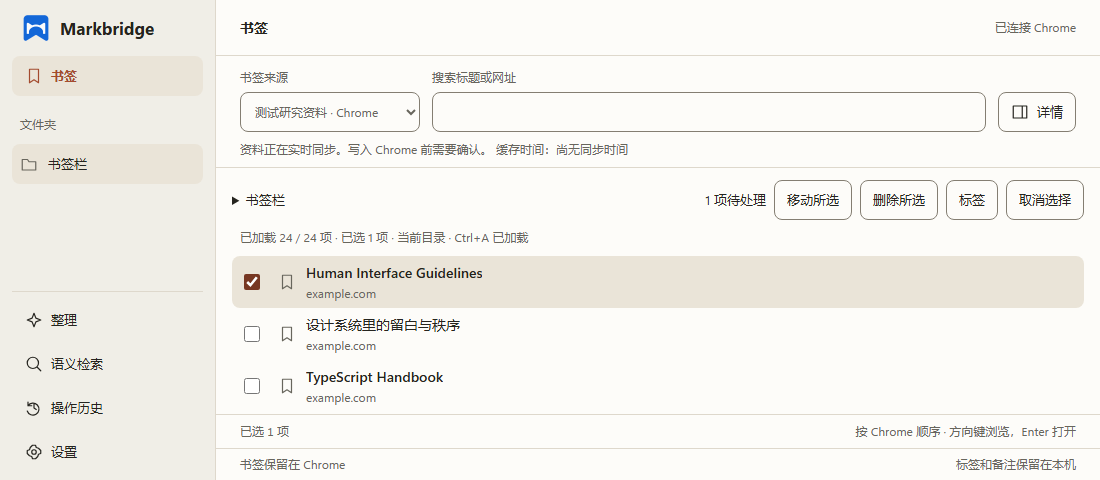 Markbridge
书签
文件夹
书签栏
整理
语义检索
操作历史
设置
书签
已连接 Chrome
书签来源
搜索标题或网址
测试研究资料 · Chrome
详情
资料正在实时同步。写入 Chrome 前需要确认。 缓存时间：尚无同步时间
书签栏
1 项待处理
移动所选
删除所选
标签
取消选择
已加载 24 / 24 项 · 已选 1 项 · 当前目录 · Ctrl+A 已加载
Human Interface Guidelines
example.com
设计系统里的留白与秩序
example.com
TypeScript Handbook
example.com
已选 1 项
按 Chrome 顺序 · 方向键浏览，Enter 打开
书签保留在 Chrome
标签和备注保留在本机